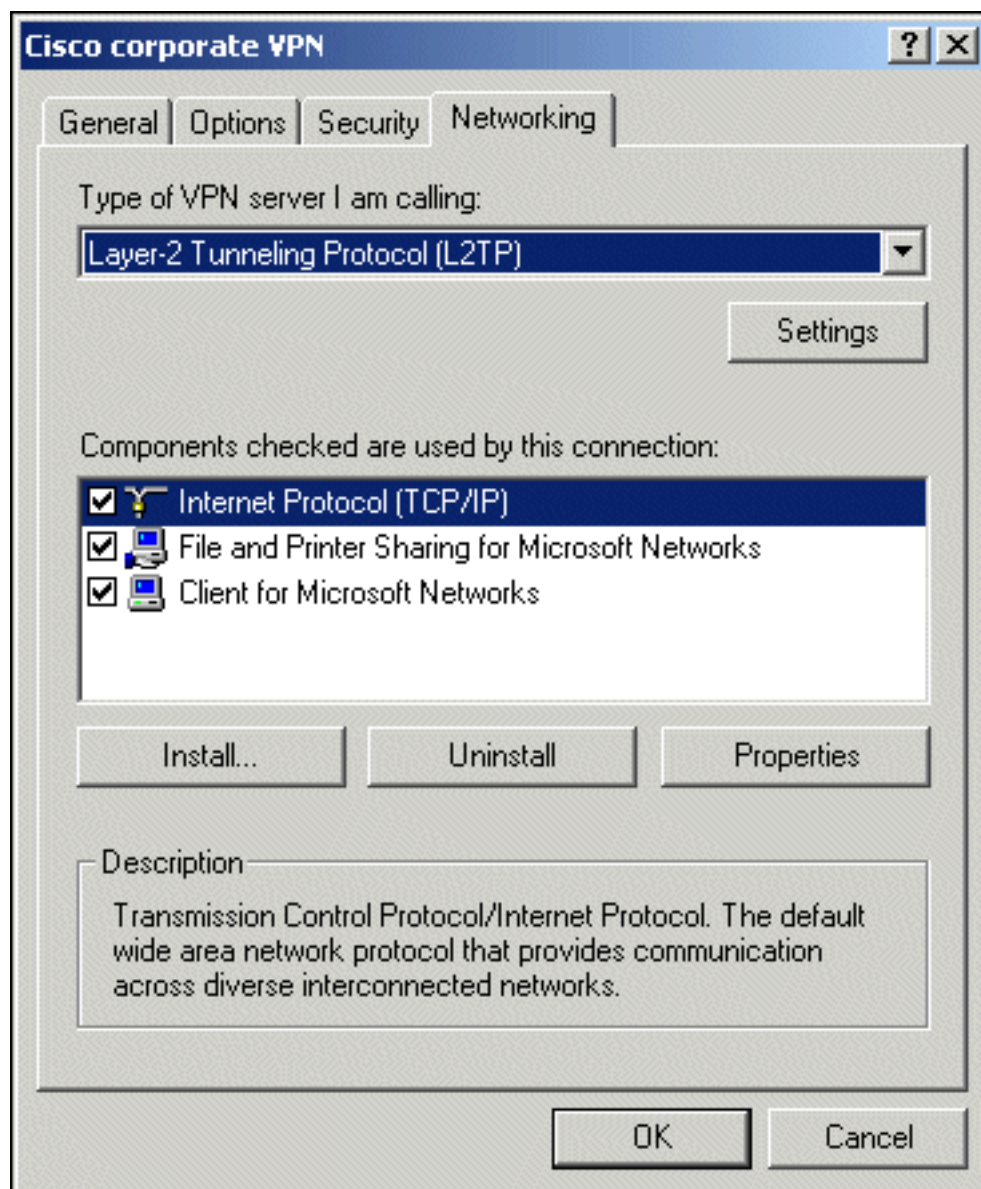 Cisco corporate VPN
General
Options
Security
Networking
Type of VPN server I am calling:
Layer-2 Tunneling Protocol (L2TP)
Settings
Components checked are used by this connection:
Internet Protocol (TCP/IP)
File and Printer Sharing for Microsoft Networks
Client for Microsoft Networks
Install...
Uninstall
Properties
Description
Transmission Control Protocol/Internet Protocol. The default
wide area network protocol that provides communication
across diverse interconnected networks.
OK
Cancel